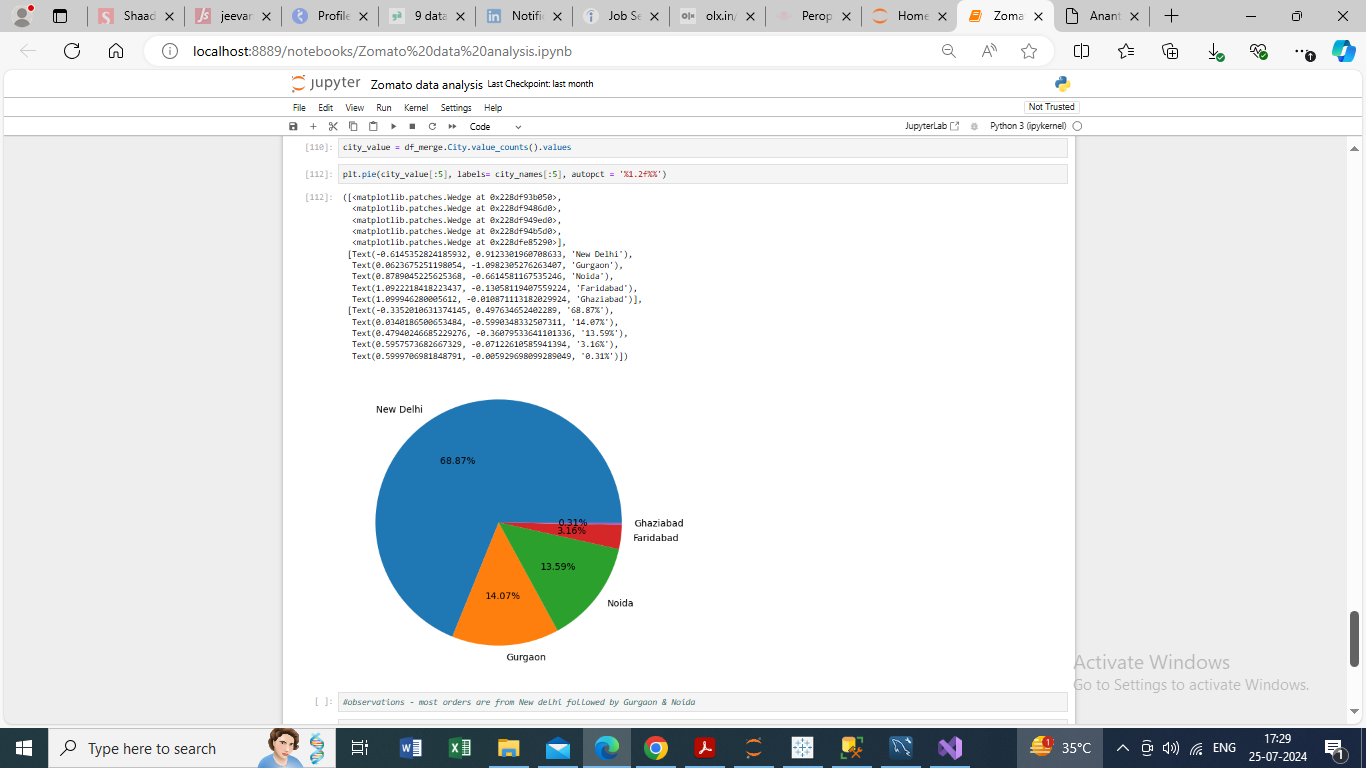 Shaad
jeevan
Profile
9 data
Notifi
Job Se
olx.in/
Perop
Home
Zoma
Anant
localhost:8889/notebooks/Zomato%20data%20analysis.ipynb
jupyter Zomato data analysis Last Checkpoint: last month
File Edit View Run Kernel Settings Help Not Trusted
Code JupyterLab Python 3 (ipykernel)
[110]: city_value = df_merge.City.value_counts().values
[112]: plt.pie(city_value[:5], labels= city_names[:5], autopct = '%1.2f%%')
[112]: ([<matplotlib.patches.Wedge at 0x228df93b050>,
<matplotlib.patches.Wedge at 0x228df9486d0>,
<matplotlib.patches.Wedge at 0x228df949ed0>,
<matplotlib.patches.Wedge at 0x228df94b5d0>,
<matplotlib.patches.Wedge at 0x228dfe85290>],
[Text(-0.6145352824185932, 0.9123301960708633, 'New Delhi'),
Text(0.0623675251198054, -1.0982305276263407, 'Gurgaon'),
Text(0.8789045225625368, -0.6614581167535246, 'Noida'),
Text(1.0922218418223437, -0.13058119407559224, 'Faridabad'),
Text(1.099946280005612, -0.010871113182029924, 'Ghaziabad')],
[Text(-0.3352010631374145, 0.497634652402289, '68.87%'),
Text(0.0340186500653484, -0.5990348332507311, '14.07%'),
Text(0.47940246685229276, -0.36079533641101336, '13.59%'),
Text(0.5957573682667329, -0.07122610585941394, '3.16%'),
Text(0.5999706981848791, -0.005929698099289049, '0.31%')])
New Delhi
68.87%
0.31% Ghaziabad
3.16% Faridabad
13.59%
14.07%
Noida
Gurgaon
Activate Windows
Go to Settings to activate Windows.
[ ]: #observations - most orders are from New delhi followed by Gurgaon & Noida
Type here to search
1
35°C
ENG
17:29
25-07-2024
1